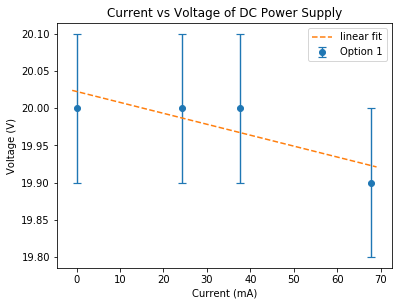 Current vs Voltage of DC Power Supply
20.10
20.05
20.00
19.95
19.90
19.85
19.80
Voltage (V)
linear fit
Option 1
0 10 20 30 40 50 60 70
Current (mA)